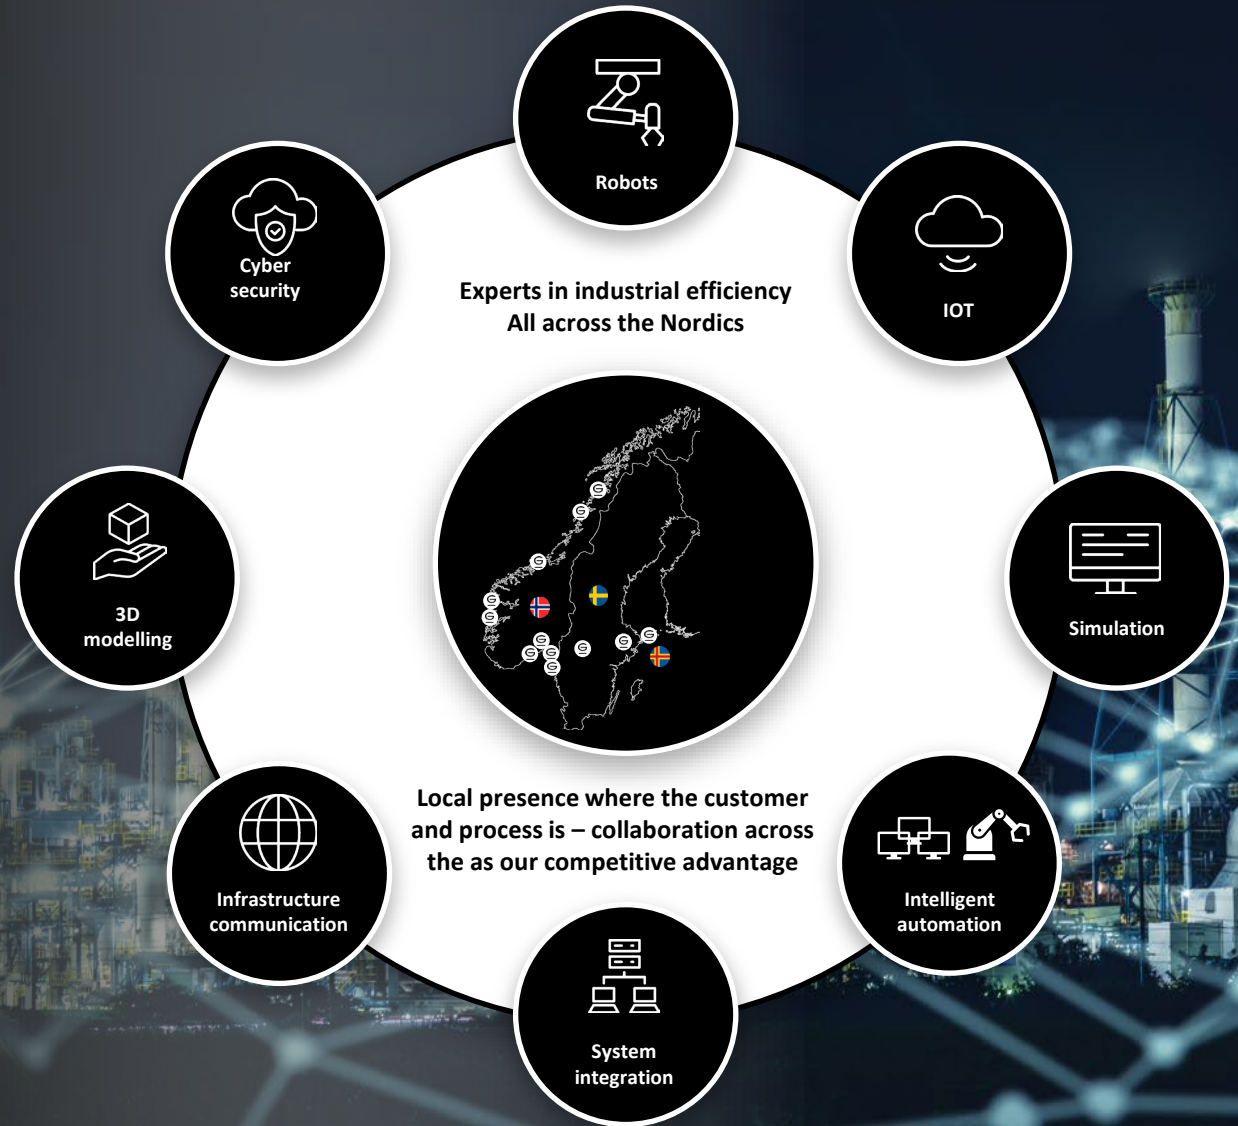 Robots
Cyber
security
IOT
Experts in industrial efficiency
All across the Nordics
3D
modelling
Simulation
Local presence where the customer
and process is – collaboration across
the as our competitive advantage
Infrastructure
communication
Intelligent
automation
System
integration